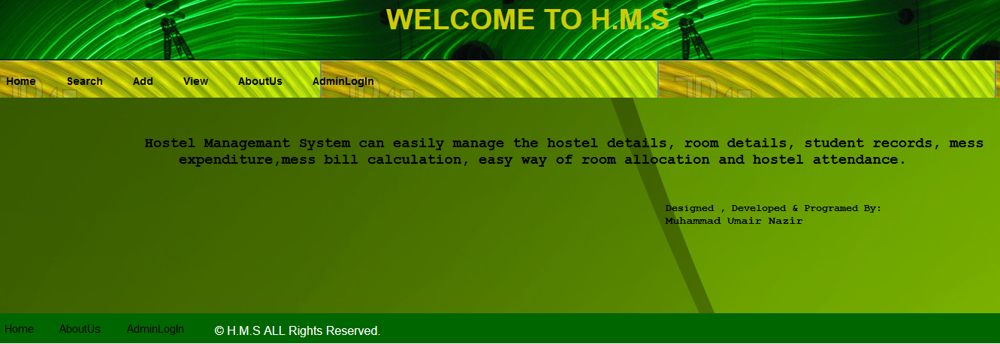 WELCOME TO H.M.S
Home Search Add View AboutUs AdminLogIn
Hostel Managemant System can easily manage the hostel details, room details, student records, mess
expenditure,mess bill calculation, easy way of room allocation and hostel attendance.
Designed , Developed & Programed By:
Muhammad Umair Nazir
Home AboutUs AdminLogIn © H.M.S ALL Rights Reserved.